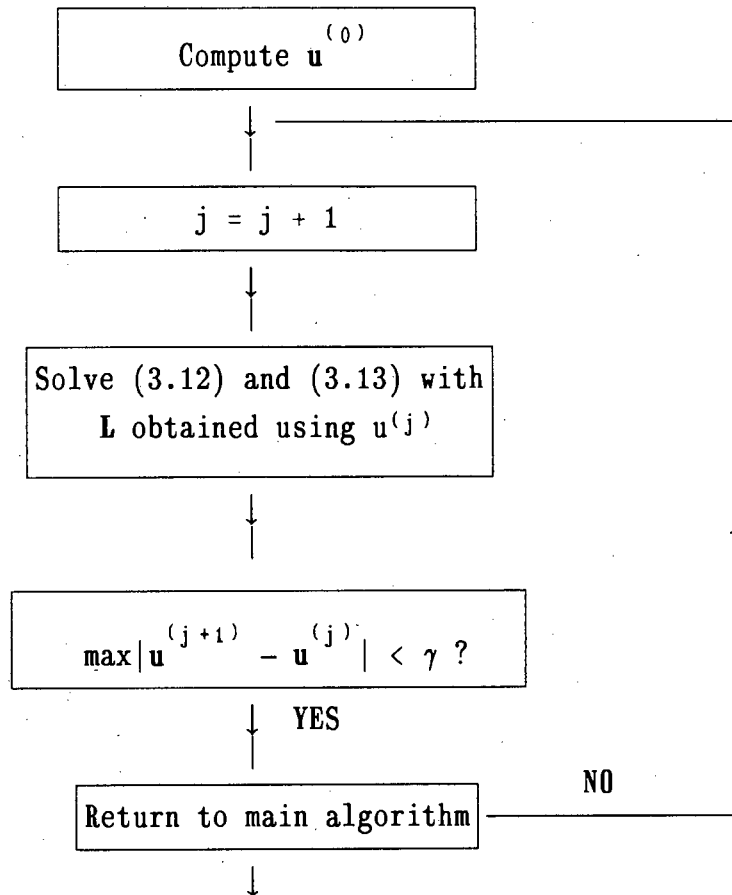 Compute u^(0)
j = j + 1
Solve (3.12) and (3.13) with
L obtained using u^(j)
max|u^(j+1) - u^(j)| < γ ?
YES
NO
Return to main algorithm